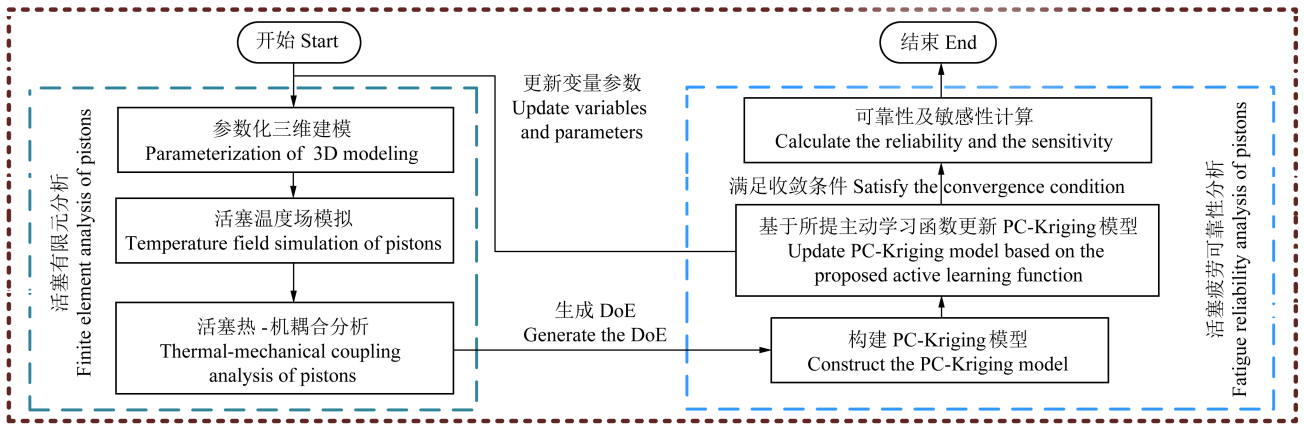 开始 Start
活塞有限元分析
Finite element analysis of pistons
参数化三维建模
Parameterization of 3D modeling
活塞温度场模拟
Temperature field simulation of pistons
活塞热-机耦合分析
Thermal-mechanical coupling
analysis of pistons
更新变量参数
Update variables
and parameters
生成 DoE
Generate the DoE
结束 End
可靠性及敏感性计算
Calculate the reliability and the sensitivity
满足收敛条件 Satisfy the convergence condition
基于所提主动学习函数更新 PC-Kriging 模型
Update PC-Kriging model based on the
proposed active learning function
构建 PC-Kriging 模型
Construct the PC-Kriging model
活塞疲劳可靠性分析
Fatigue reliability analysis of pistons